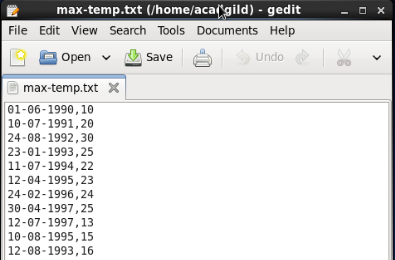 max-temp.txt (/home/acadgild) - gedit
File Edit View Search Tools Documents Help
Open Save Undo
max-temp.txt
01-06-1990,10
10-07-1991,20
24-08-1992,30
23-01-1993,25
11-07-1994,22
12-04-1995,23
24-02-1996,24
30-04-1997,25
12-07-1997,13
10-08-1995,15
12-08-1993,16